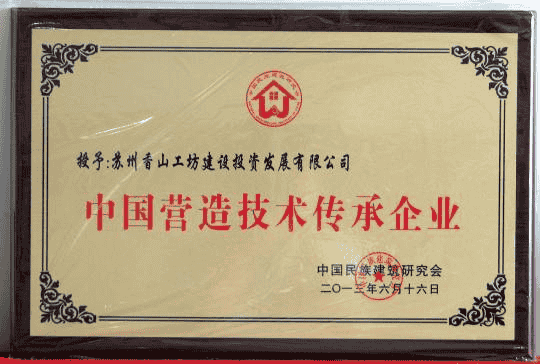 授予:苏州香山工坊建设投资发展有限公司
中国营造技术传承企业
中国民族建筑研究会
二〇一三年六月十六日